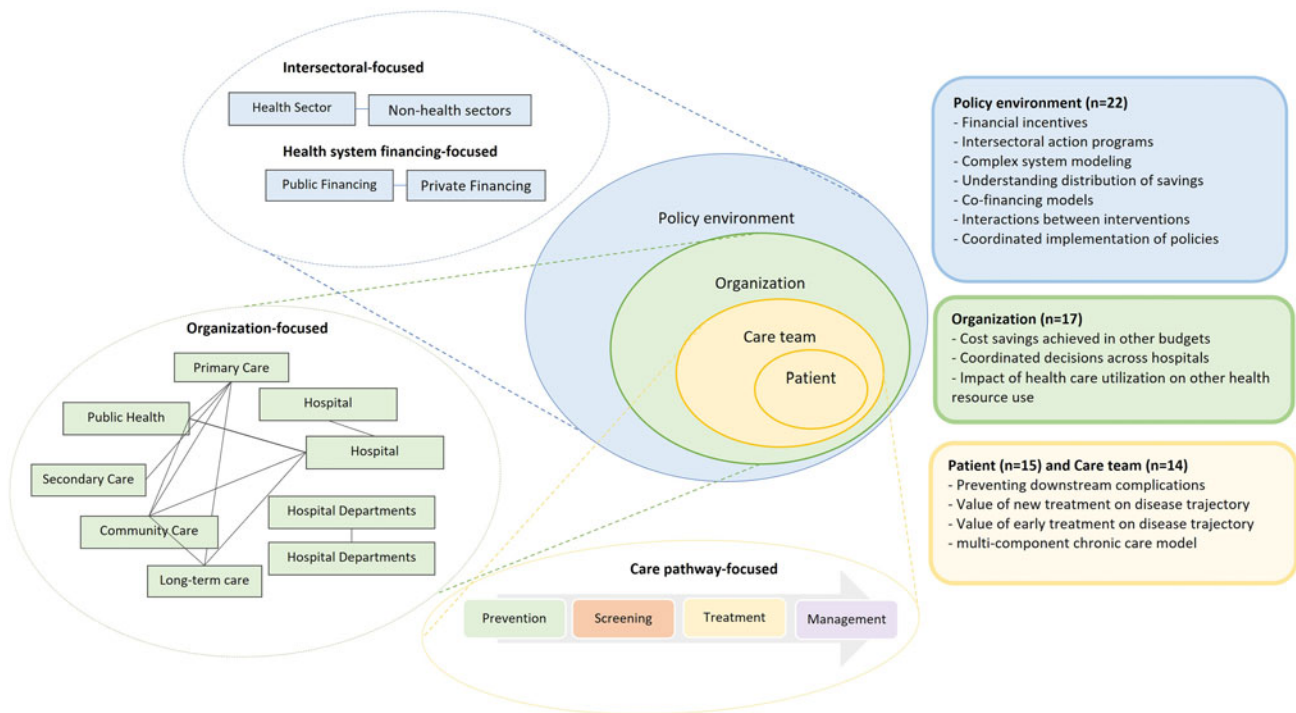 Intersectoral-focused
Health Sector
Non-health sectors
Health system financing-focused
Public Financing
Private Financing
Policy environment
Organization
Care team
Patient
Organization-focused
Primary Care
Hospital
Public Health
Hospital
Secondary Care
Hospital Departments
Community Care
Hospital Departments
Long-term care
Care pathway-focused
Prevention
Screening
Treatment
Management
Policy environment (n=22)
- Financial incentives
- Intersectoral action programs
- Complex system modeling
- Understanding distribution of savings
- Co-financing models
- Interactions between interventions
- Coordinated implementation of policies
Organization (n=17)
- Cost savings achieved in other budgets
- Coordinated decisions across hospitals
- Impact of health care utilization on other health
resource use
Patient (n=15) and Care team (n=14)
- Preventing downstream complications
- Value of new treatment on disease trajectory
- Value of early treatment on disease trajectory
- multi-component chronic care model